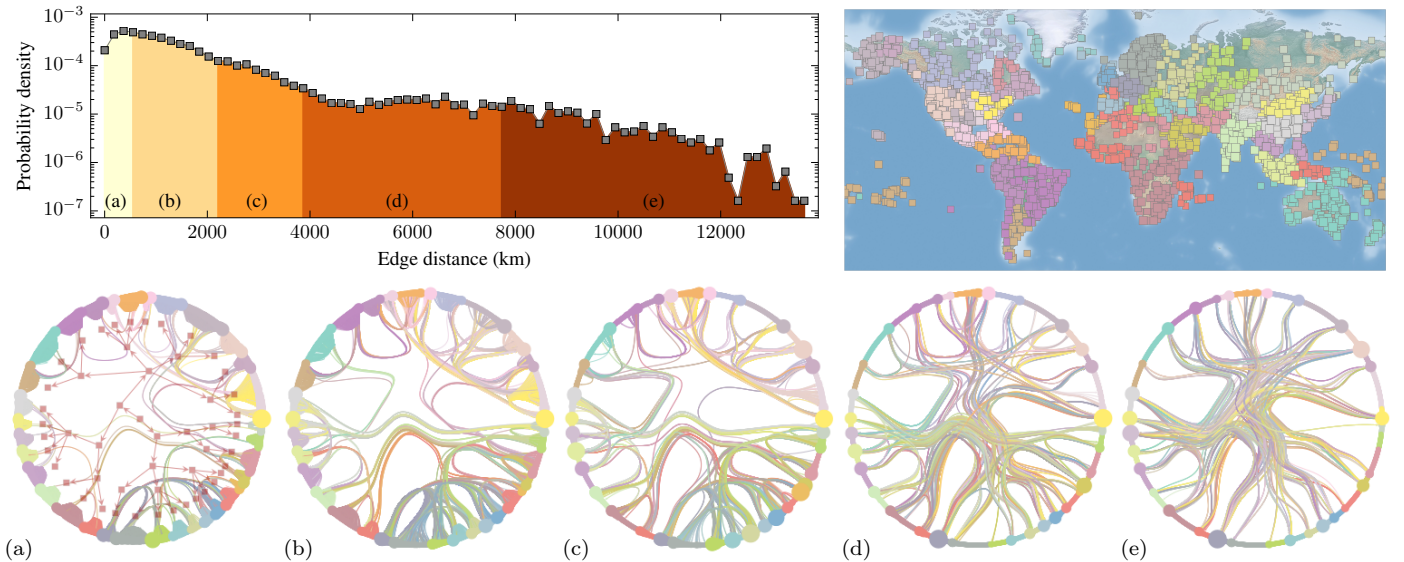 Probability density
10⁻³
10⁻⁴
10⁻⁵
10⁻⁶
10⁻⁷
(a) (b) (c) (d) (e)
0 2000 4000 6000 8000 10000 12000
Edge distance (km)
(a) (b) (c) (d) (e)